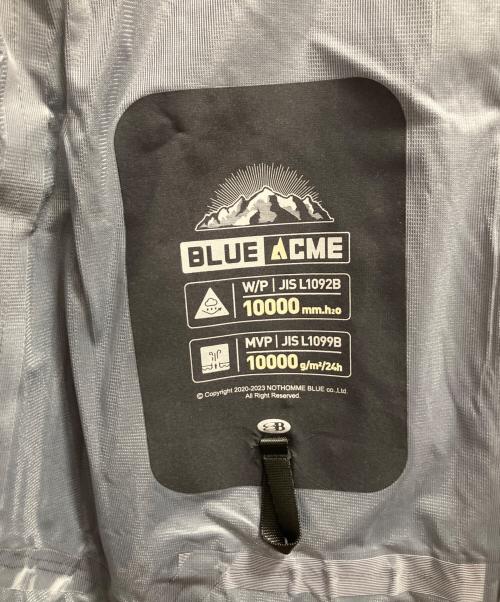 BLUE ACME
W/P | JIS L1092B
10000 mm.h₂o
MVP | JIS L1099B
10000 g/m²/24h
© Copyright 2020-2023 NOTHOMME BLUE co.,Ltd.
All Right Reserved.